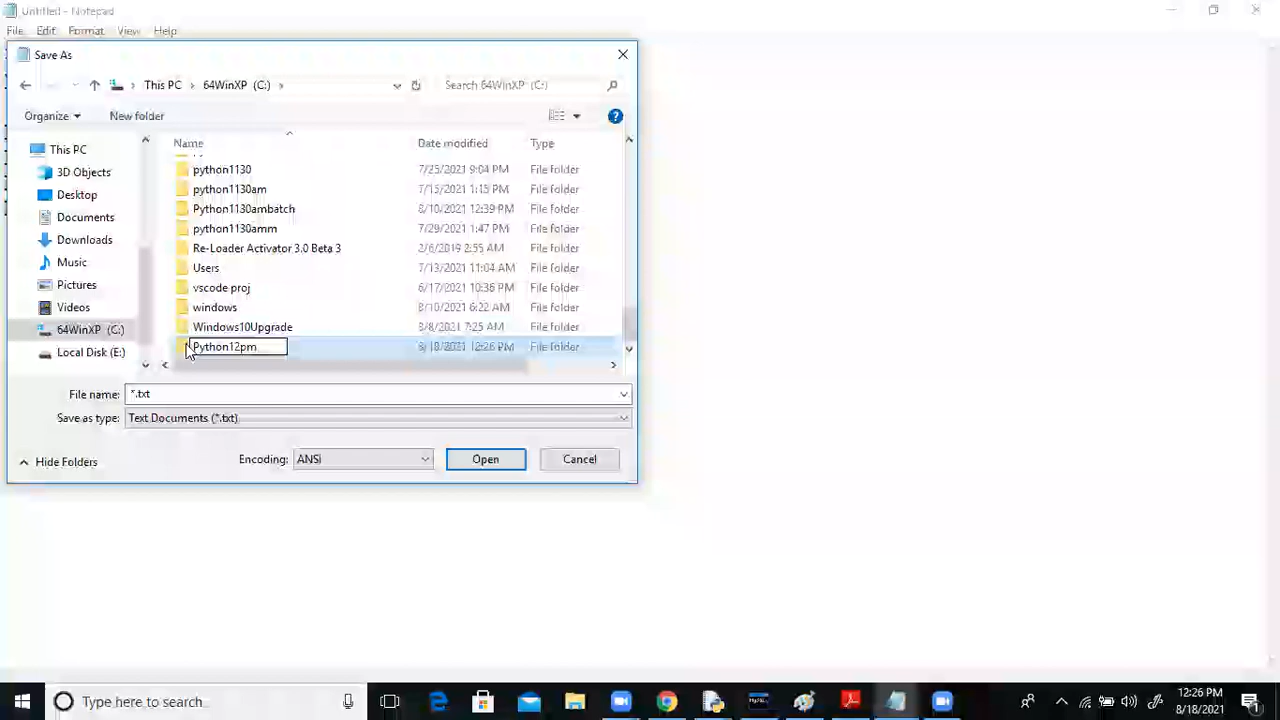 Untitled - Notepad
File Edit Format View Help
Save As
This PC 64WinXP (C:)
Search 64WinXP (C:)
Organize New folder
Name Date modified Type
This PC
3D Objects
Desktop
Documents
Downloads
Music
Pictures
Videos
64WinXP (C:)
Local Disk (E:)
python1130 7/25/2021 9:04 PM File folder
python1130am 7/15/2021 1:15 PM File folder
Python1130ambatch 8/10/2021 12:39 PM File folder
python1130amm 7/29/2021 1:47 PM File folder
Re-Loader Activator 3.0 Beta 3 2/6/2019 2:55 AM File folder
Users 7/13/2021 11:04 AM File folder
vscode proj 6/17/2021 10:36 PM File folder
windows 8/10/2021 6:22 AM File folder
Windows10Upgrade 8/8/2021 7:25 AM File folder
Python12pm 8/18/2021 12:26 PM File folder
File name: *.txt
Save as type: Text Documents (*.txt)
Hide Folders
Encoding: ANSI
Open
Cancel
Type here to search...
12:26 PM
8/18/2021
1